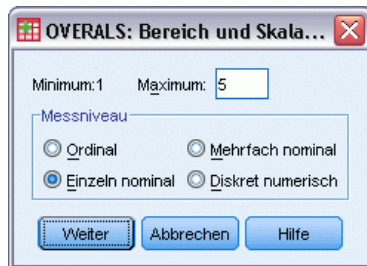 OVERALS: Bereich und Skala...
Minimum:1 Maximum: 5
Messniveau
Ordinal Mehrfach nominal
Einzeln nominal Diskret numerisch
Weiter Abbrechen Hilfe